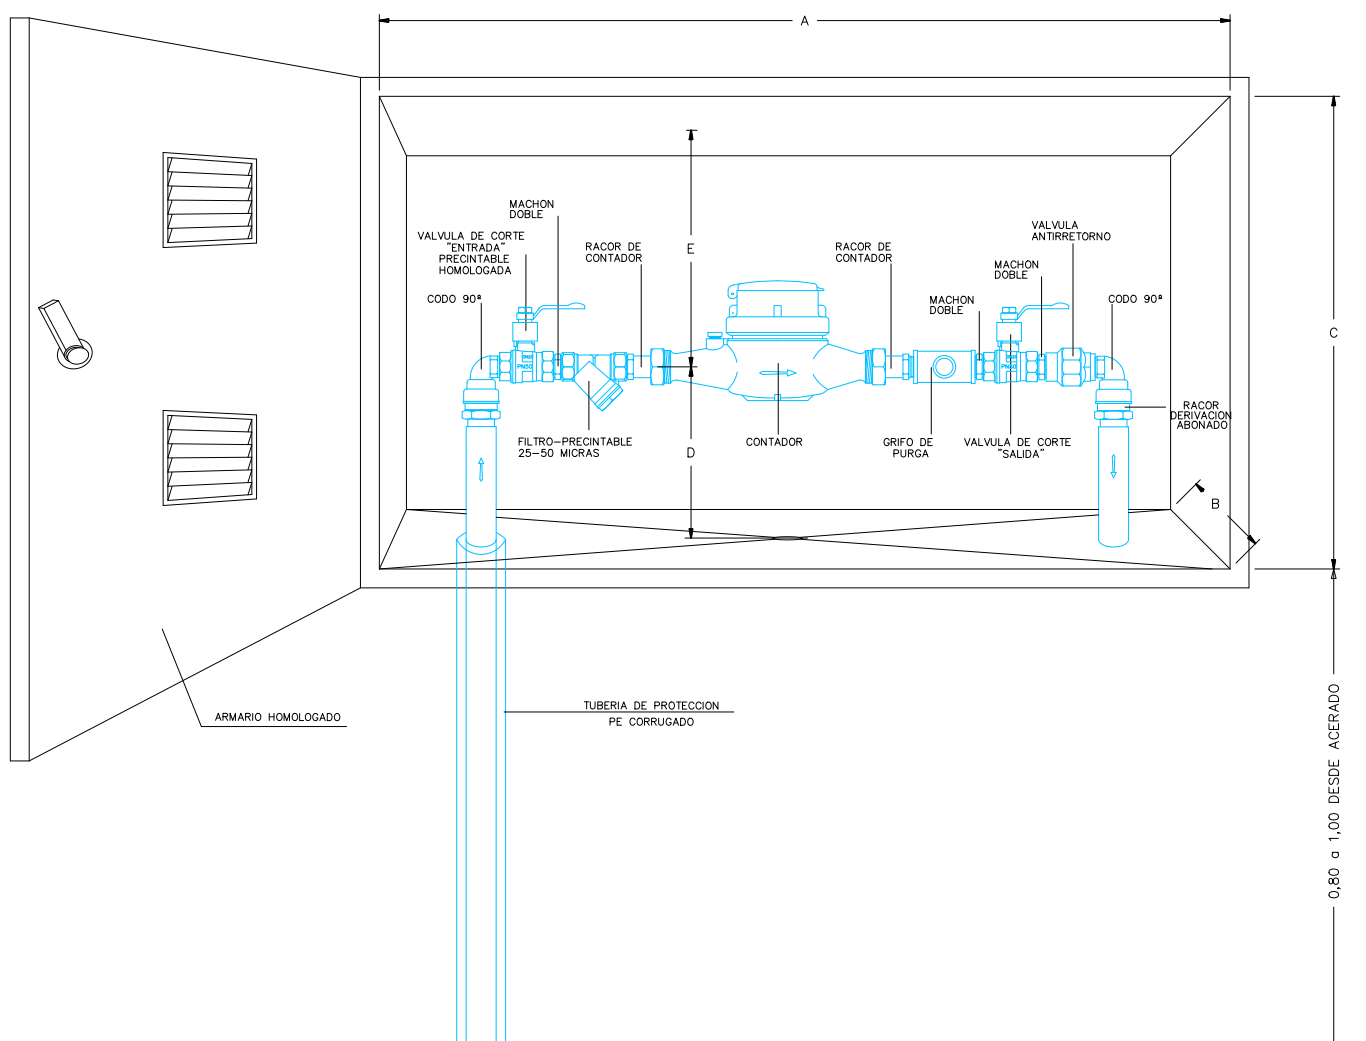 A
MACHON
DOBLE
VALVULA DE CORTE
"ENTRADA"
PRECINTABLE
HOMOLOGADA
RACOR DE
CONTADOR
E
RACOR DE
CONTADOR
VALVULA
ANTIRRETORNO
MACHON
DOBLE
CODO 90º
MACHON
DOBLE
CODO 90º
C
PN50
PN50
RACOR
DERIVACION
ABONADO
FILTRO-PRECINTABLE
25-50 MICRAS
D
CONTADOR
GRIFO DE
PURGA
VALVULA DE CORTE
"SALIDA"
B
ARMARIO HOMOLOGADO
TUBERIA DE PROTECCION
PE CORRUGADO
0,80 a 1,00 DESDE ACERADO